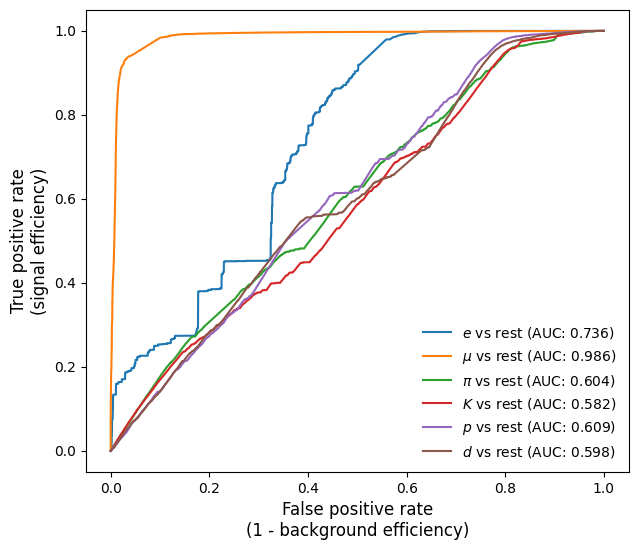 True positive rate
(signal efficiency)
1.0
0.8
0.6
0.4
0.2
0.0
e vs rest (AUC: 0.736)
μ vs rest (AUC: 0.986)
π vs rest (AUC: 0.604)
K vs rest (AUC: 0.582)
p vs rest (AUC: 0.609)
d vs rest (AUC: 0.598)
0.0 0.2 0.4 0.6 0.8 1.0
False positive rate
(1 - background efficiency)